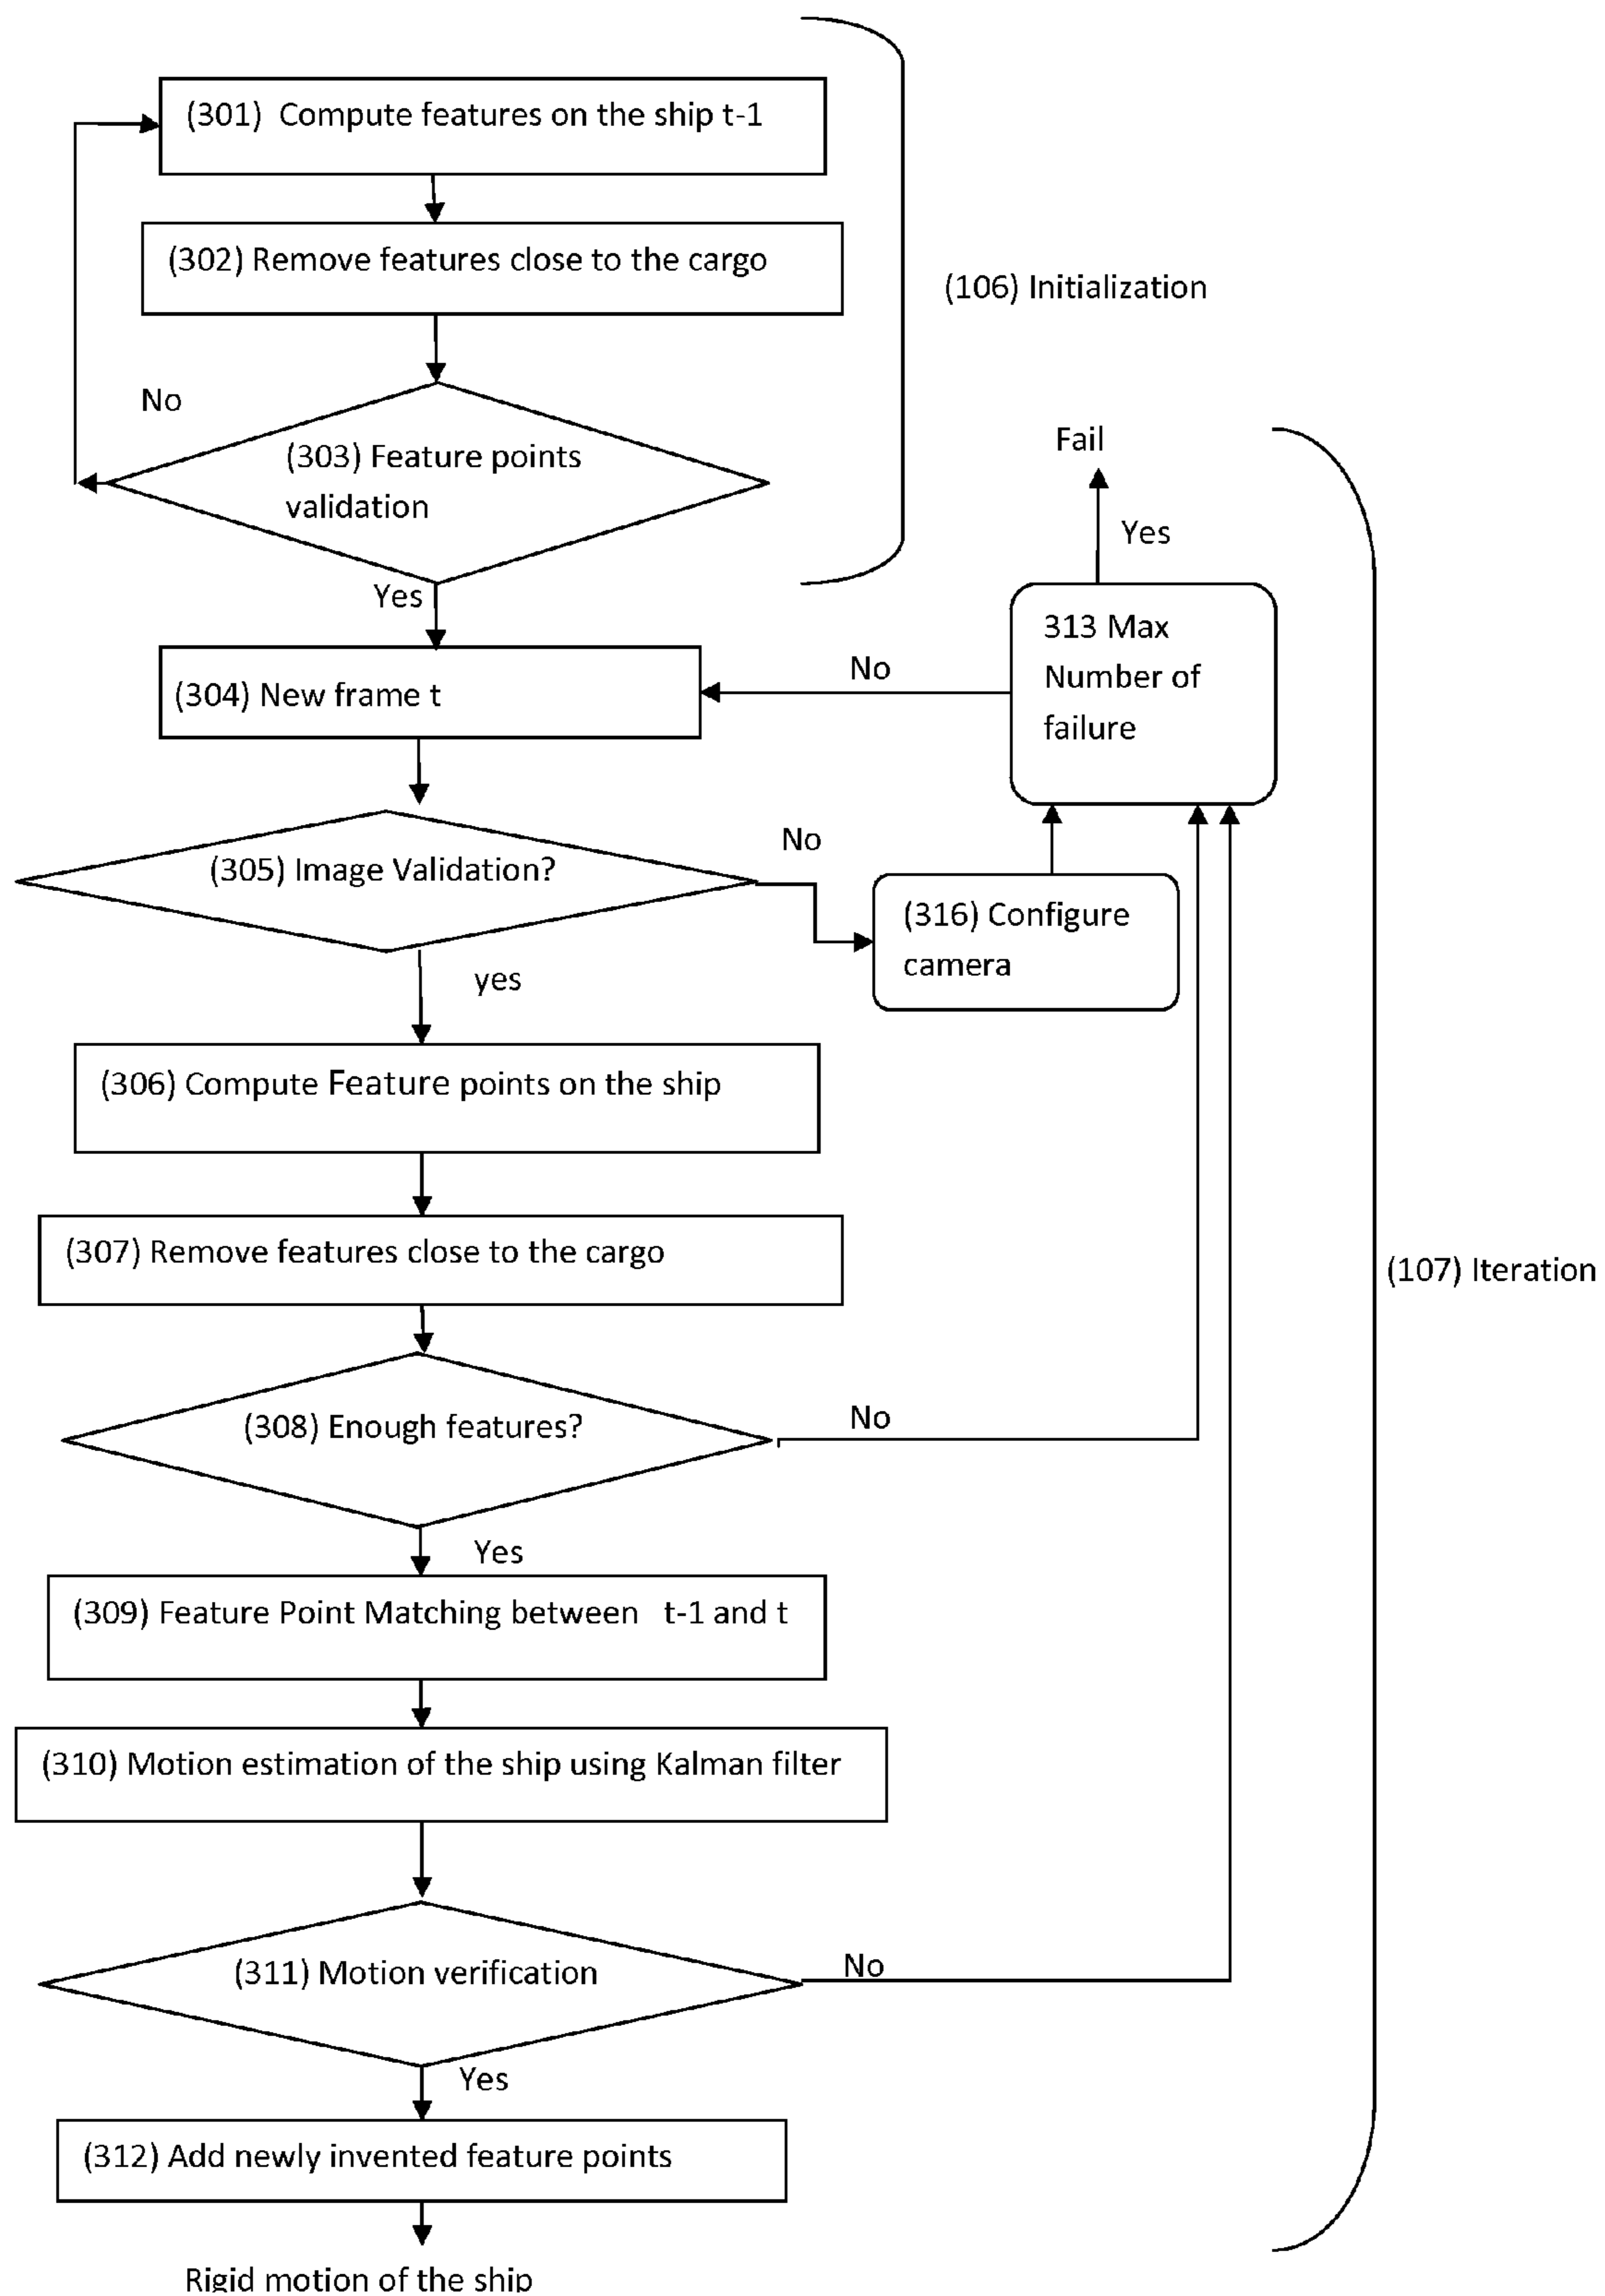 (301)  Compute features on the ship t-1
(302) Remove features close to the cargo
(106) Initialization
No
(303) Feature points
validation
Yes
Fail
Yes
313 Max
Number of
failure
No
(304) New frame t
(305) Image Validation?
No
(316) Configure
camera
yes
(306) Compute Feature points on the ship
(307) Remove features close to the cargo
(107) Iteration
(308) Enough features?
No
Yes
(309) Feature Point Matching between   t-1 and t
(310) Motion estimation of the ship using Kalman filter
(311) Motion verification
No
Yes
(312) Add newly invented feature points
Rigid motion of the ship